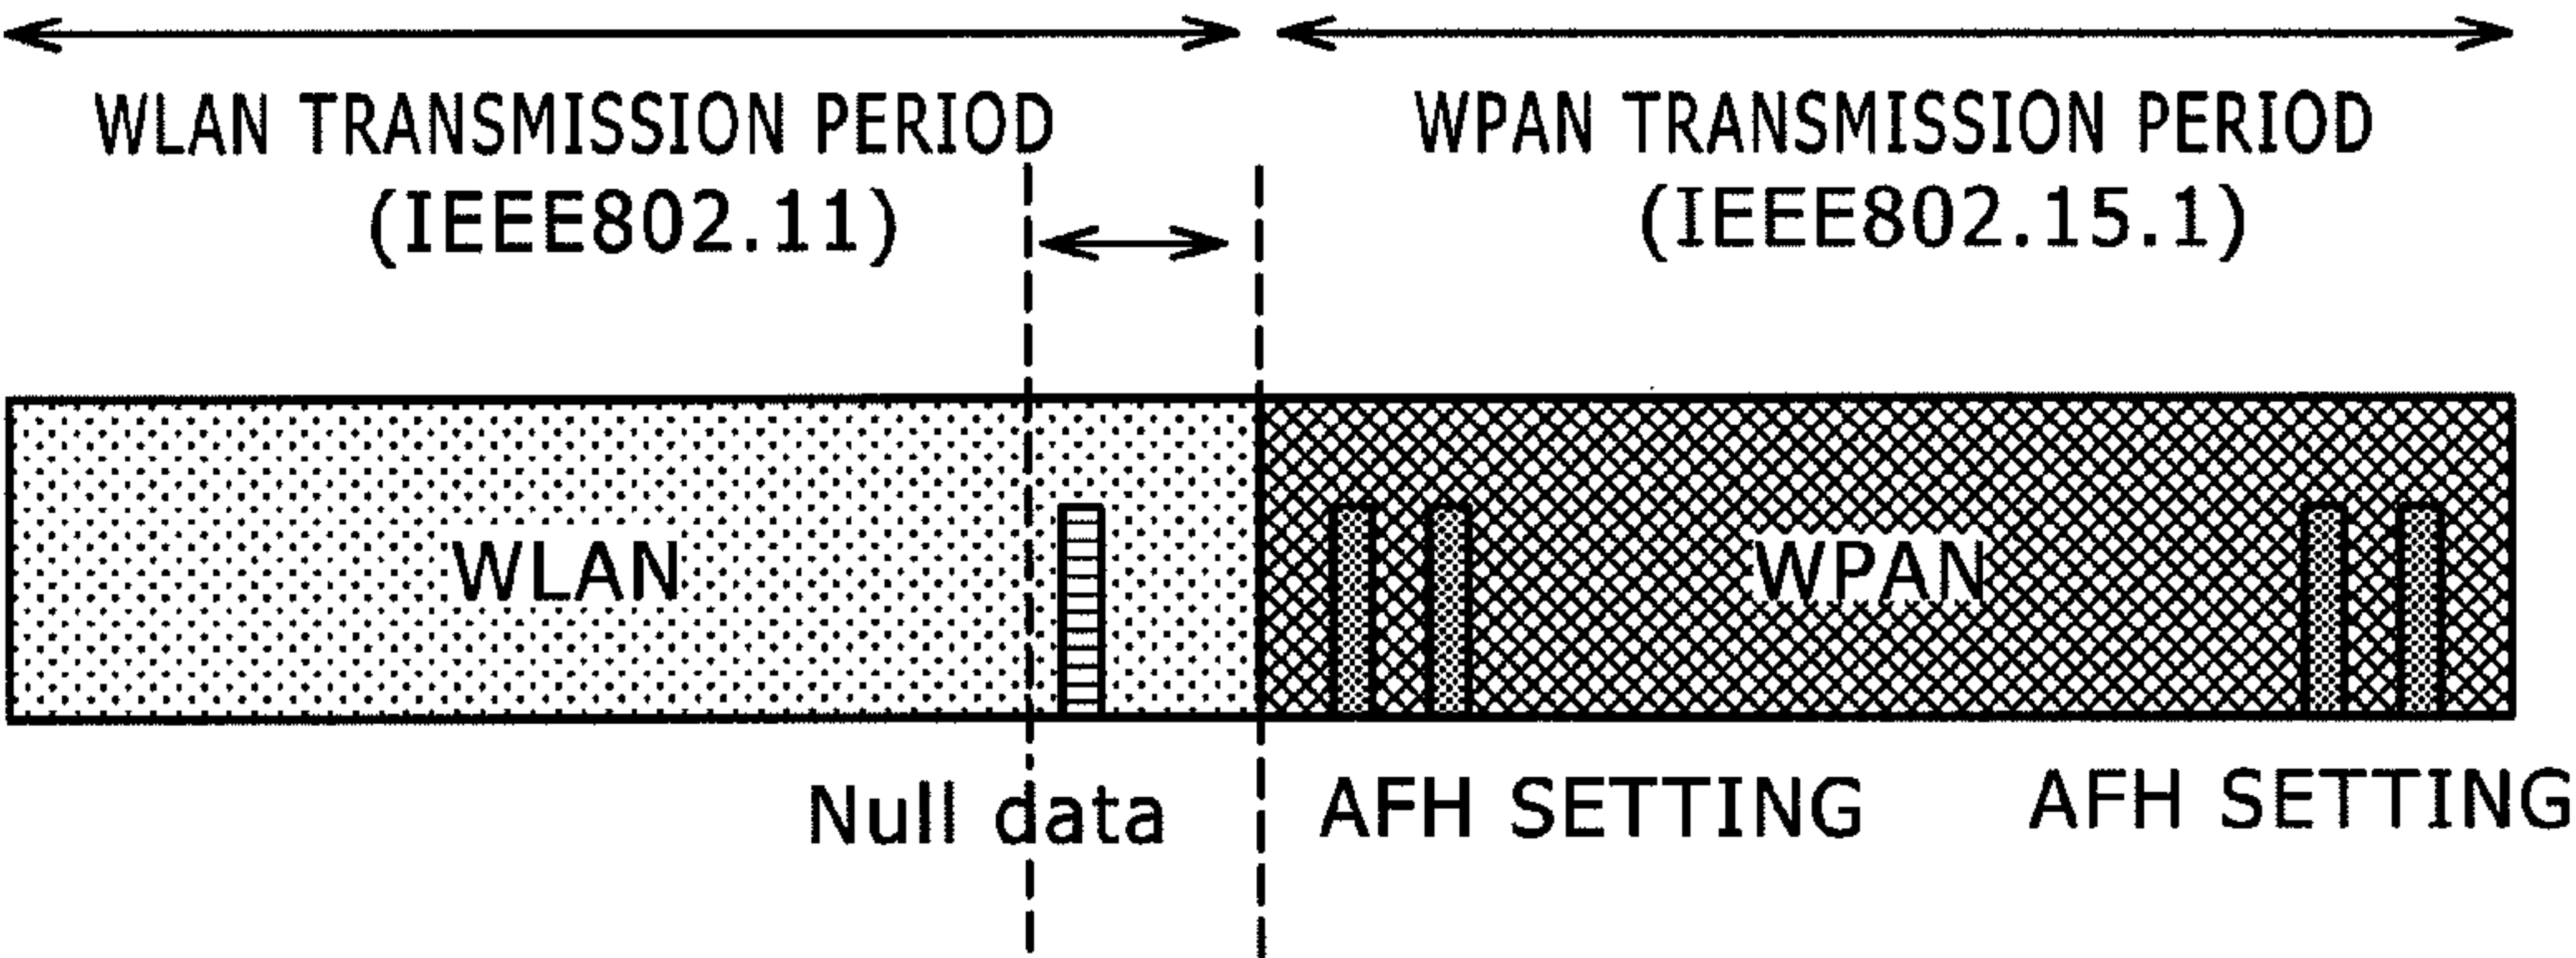 WLAN TRANSMISSION PERIOD
(IEEE802.11)
WPAN TRANSMISSION PERIOD
(IEEE802.15.1)
WLAN
WPAN
Null data
AFH SETTING
AFH SETTING